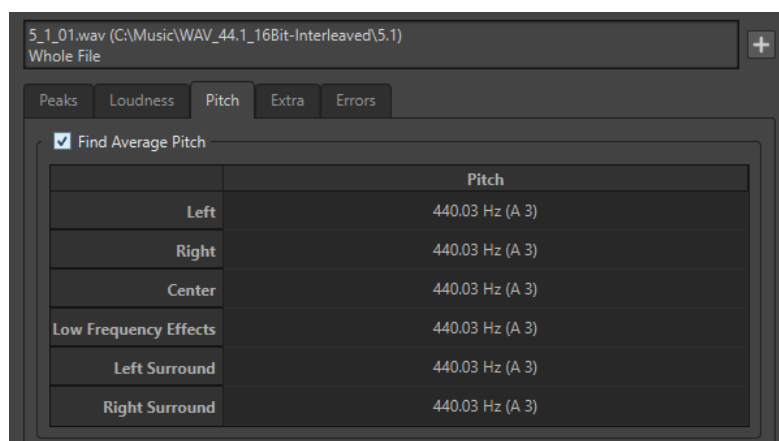 5_1_01.wav (C:\Music\WAV_44.1_16Bit-Interleaved\5.1)
Whole File
Peaks Loudness Pitch Extra Errors
Find Average Pitch
Pitch
Left 440.03 Hz (A 3)
Right 440.03 Hz (A 3)
Center 440.03 Hz (A 3)
Low Frequency Effects 440.03 Hz (A 3)
Left Surround 440.03 Hz (A 3)
Right Surround 440.03 Hz (A 3)